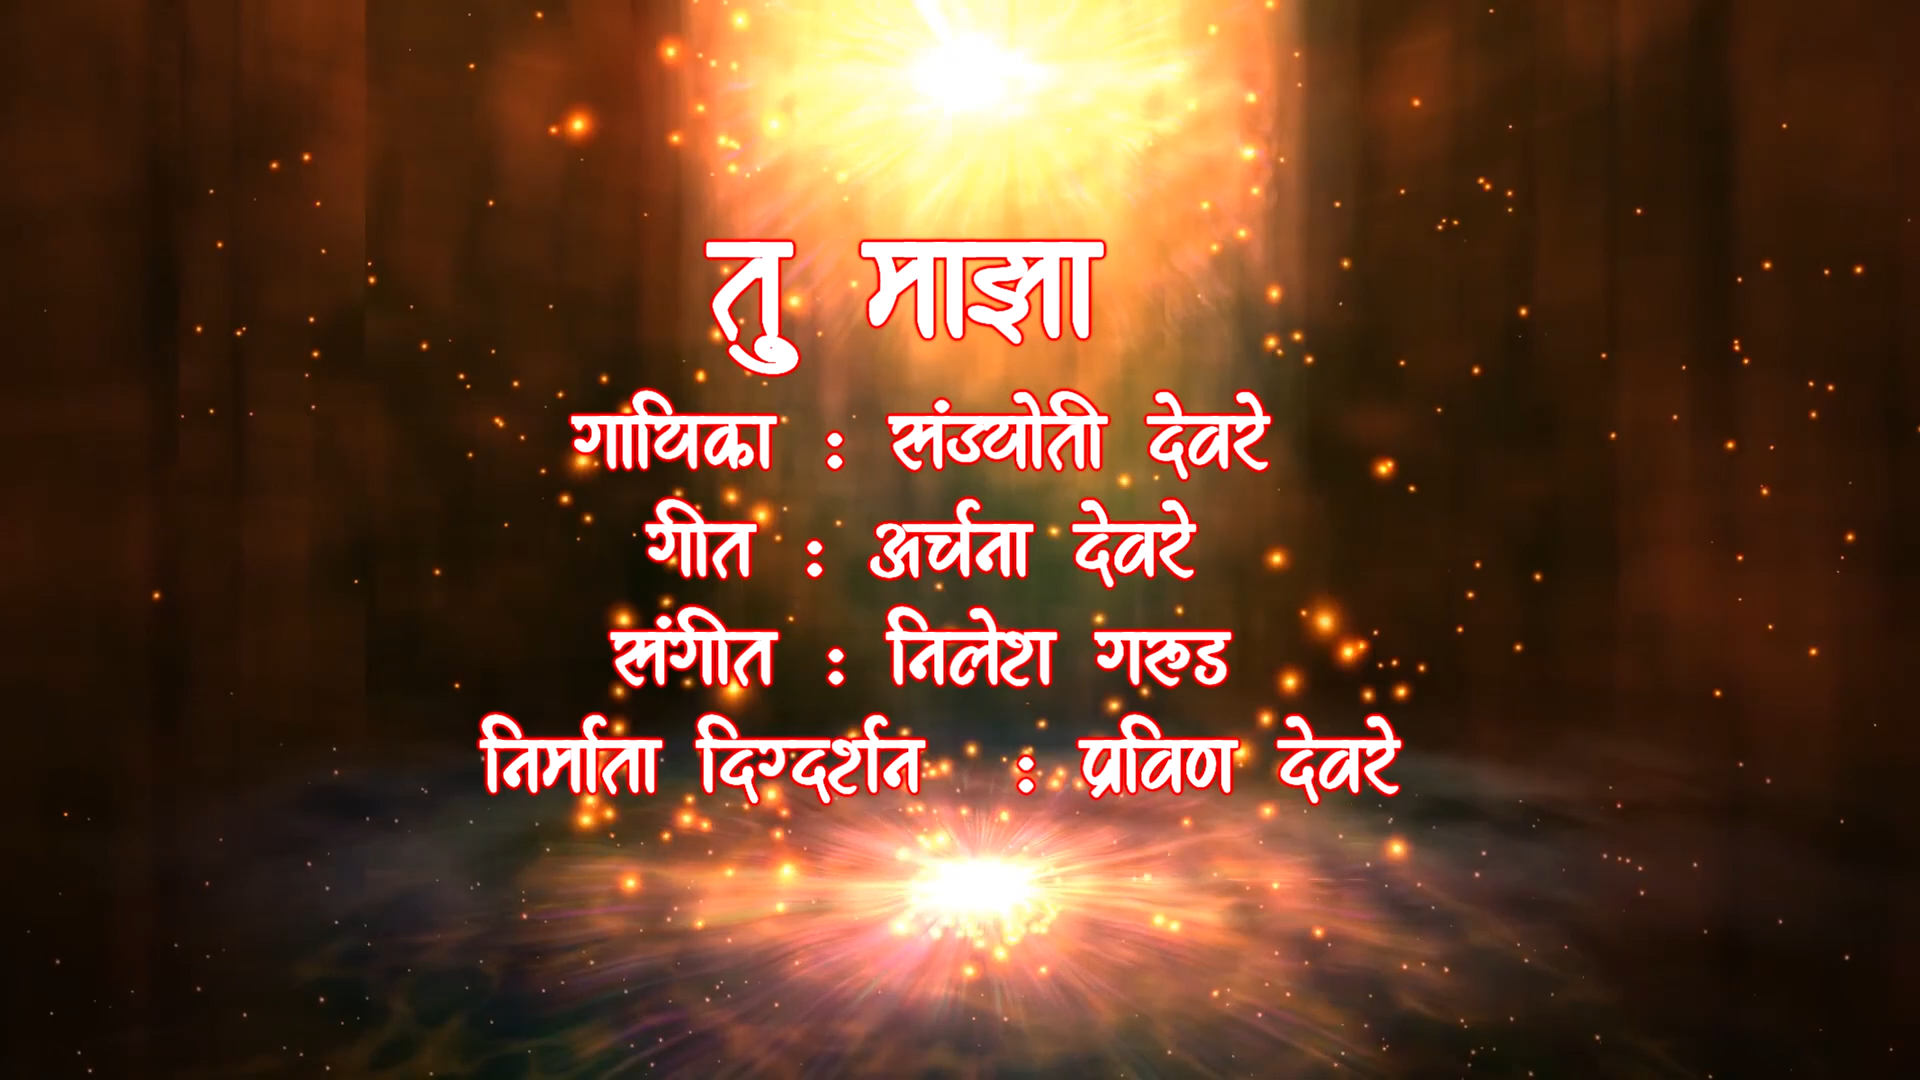 तु माझा
गायिका : संज्योती देवरे
गीत : अर्चना देवरे
संगीत : निलेश गरूड
निर्माता दिग्दर्शन : प्रविण देवरे